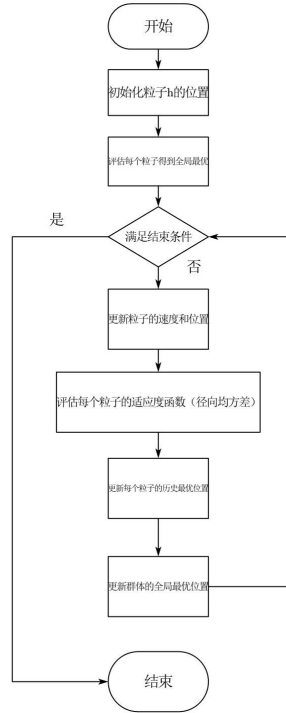 开始
初始化粒子h的位置
评估每个粒子得到全局最优
是
满足结束条件
否
更新粒子的速度和位置
评估每个粒子的适应度函数（径向均方差）
更新每个粒子的历史最优位置
更新群体的全局最优位置
结束